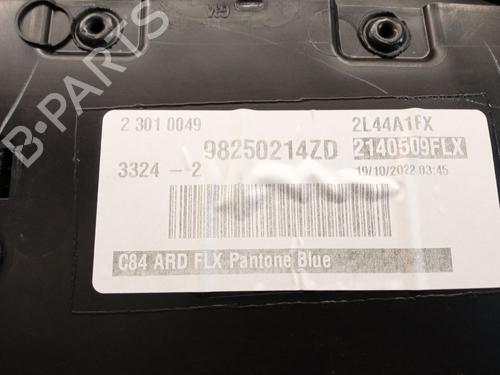 B-PARTS
2 301 0049
2L44A1FX
98250214ZD
2140509FLX
3324 - 2
19/10/2022 03:45
C84 ARD FLX Pantone Blue